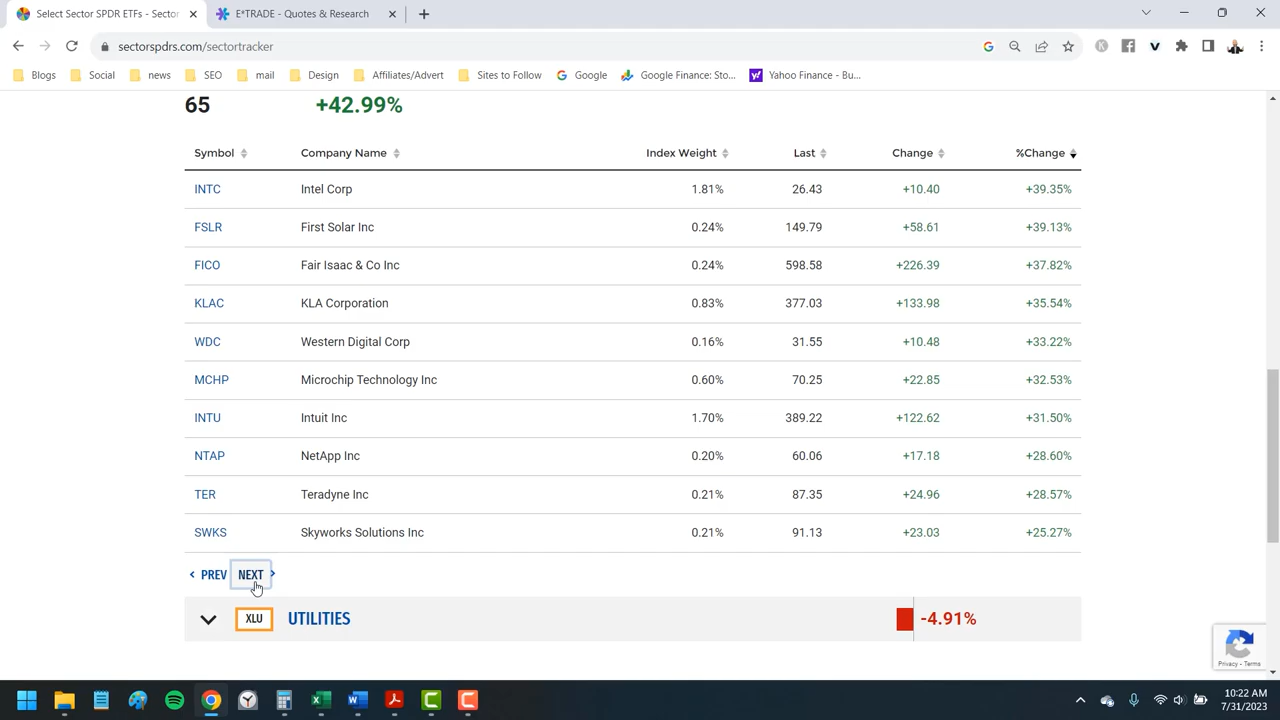 Select Sector SPDR ETFs - Sector
E*TRADE - Quotes & Research
sectorspdrs.com/sectortracker
Blogs Social news SEO mail Design Affiliates/Advert Sites to Follow Google Google Finance: Sto... Yahoo Finance - Bu...
65 +42.99%
Symbol Company Name Index Weight Last Change %Change
INTC Intel Corp 1.81% 26.43 +10.40 +39.35%
FSLR First Solar Inc 0.24% 149.79 +58.61 +39.13%
FICO Fair Isaac & Co Inc 0.24% 598.58 +226.39 +37.82%
KLAC KLA Corporation 0.83% 377.03 +133.98 +35.54%
WDC Western Digital Corp 0.16% 31.55 +10.48 +33.22%
MCHP Microchip Technology Inc 0.60% 70.25 +22.85 +32.53%
INTU Intuit Inc 1.70% 389.22 +122.62 +31.50%
NTAP NetApp Inc 0.20% 60.06 +17.18 +28.60%
TER Teradyne Inc 0.21% 87.35 +24.96 +28.57%
SWKS Skyworks Solutions Inc 0.21% 91.13 +23.03 +25.27%
PREV NEXT
XLU UTILITIES -4.91%
Privacy - Terms
10:22 AM
7/31/2023